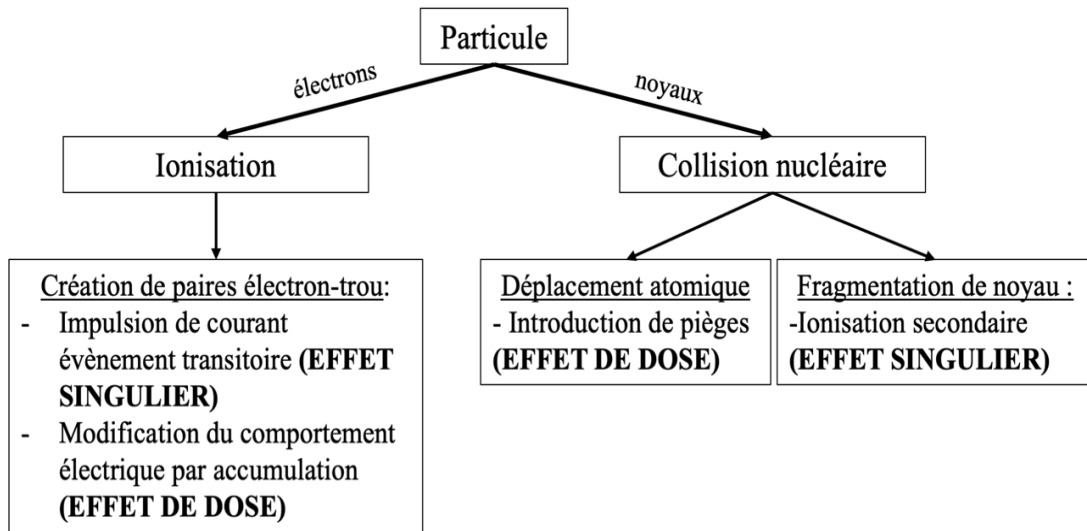 Particule
électrons
noyaux
Ionisation
Collision nucléaire
Création de paires électron-trou:
- Impulsion de courant
évènement transitoire (EFFET
SINGULIER)
- Modification du comportement
électrique par accumulation
(EFFET DE DOSE)
Déplacement atomique
- Introduction de pièges
(EFFET DE DOSE)
Fragmentation de noyau :
-Ionisation secondaire
(EFFET SINGULIER)